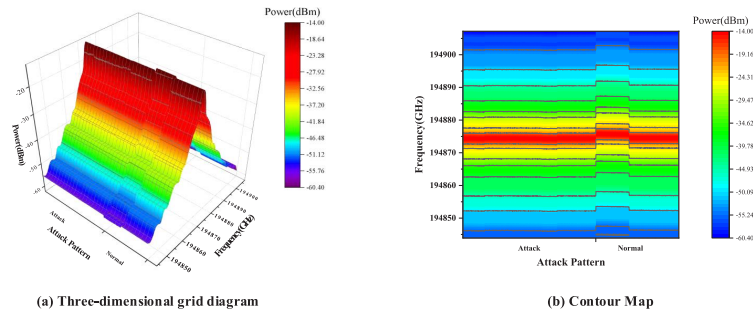 Power(dBm)
-14.00
-18.64
-23.28
-27.92
-32.56
-37.20
-41.84
-46.48
-51.12
-55.76
-60.40
-20
-30
-40
-50
-60
Power(dBm)
Attack
Normal
Attack Pattern
194850
194860
194870
194880
194890
194900
Frequency(GHz)
(a) Three-dimensional grid diagram
Power(dBm)
-14.00
-19.16
-24.31
-29.47
-34.62
-39.78
-44.93
-50.09
-55.24
-60.40
194900
194890
194880
194870
194860
194850
Frequency(GHz)
Attack
Normal
Attack Pattern
(b) Contour Map